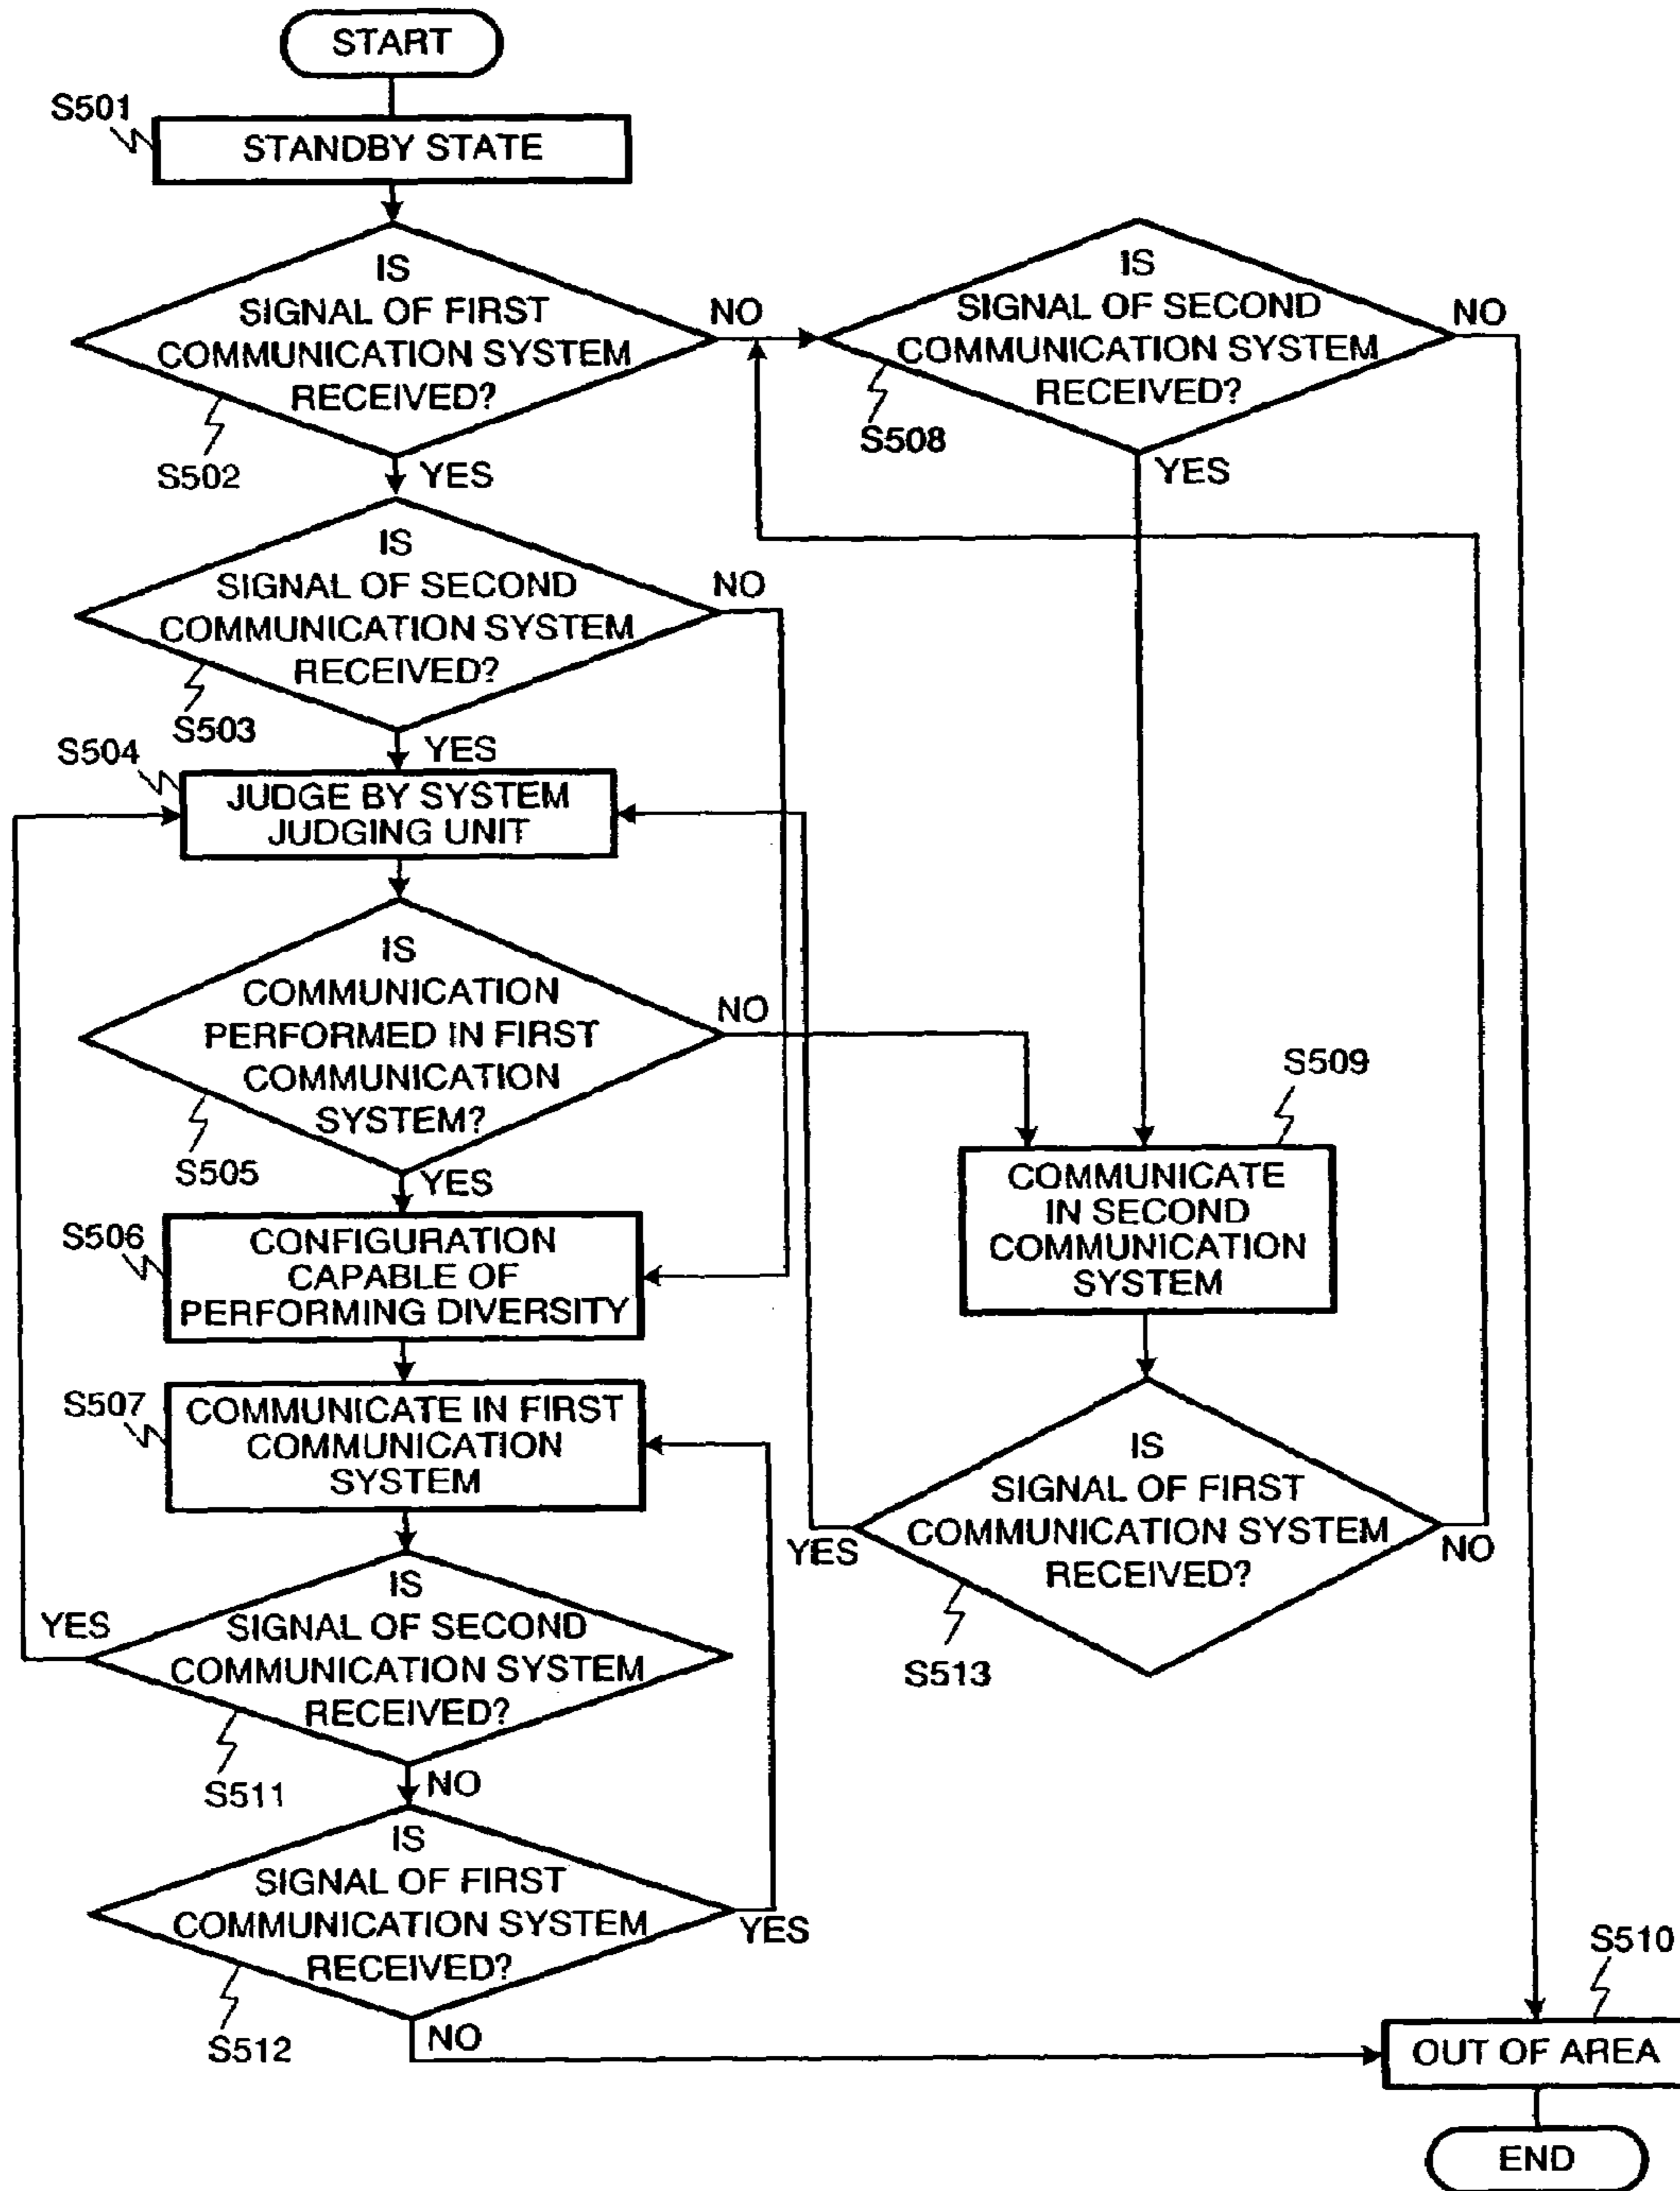 START
S501
STANDBY STATE
IS
SIGNAL OF FIRST
COMMUNICATION SYSTEM
RECEIVED?
NO
S502
YES
IS
SIGNAL OF SECOND
COMMUNICATION SYSTEM
RECEIVED?
NO
S508
YES
IS
SIGNAL OF SECOND
COMMUNICATION SYSTEM
RECEIVED?
NO
S503
YES
S504
JUDGE BY SYSTEM
JUDGING UNIT
IS
COMMUNICATION
PERFORMED IN FIRST
COMMUNICATION
SYSTEM?
NO
S505
YES
S509
COMMUNICATE
IN SECOND
COMMUNICATION
SYSTEM
S506
CONFIGURATION
CAPABLE OF
PERFORMING DIVERSITY
S507
COMMUNICATE IN FIRST
COMMUNICATION
SYSTEM
IS
SIGNAL OF FIRST
COMMUNICATION SYSTEM
RECEIVED?
YES
NO
S513
IS
SIGNAL OF SECOND
COMMUNICATION SYSTEM
RECEIVED?
YES
S511
NO
IS
SIGNAL OF FIRST
COMMUNICATION SYSTEM
RECEIVED?
YES
S512
NO
S510
OUT OF AREA
END